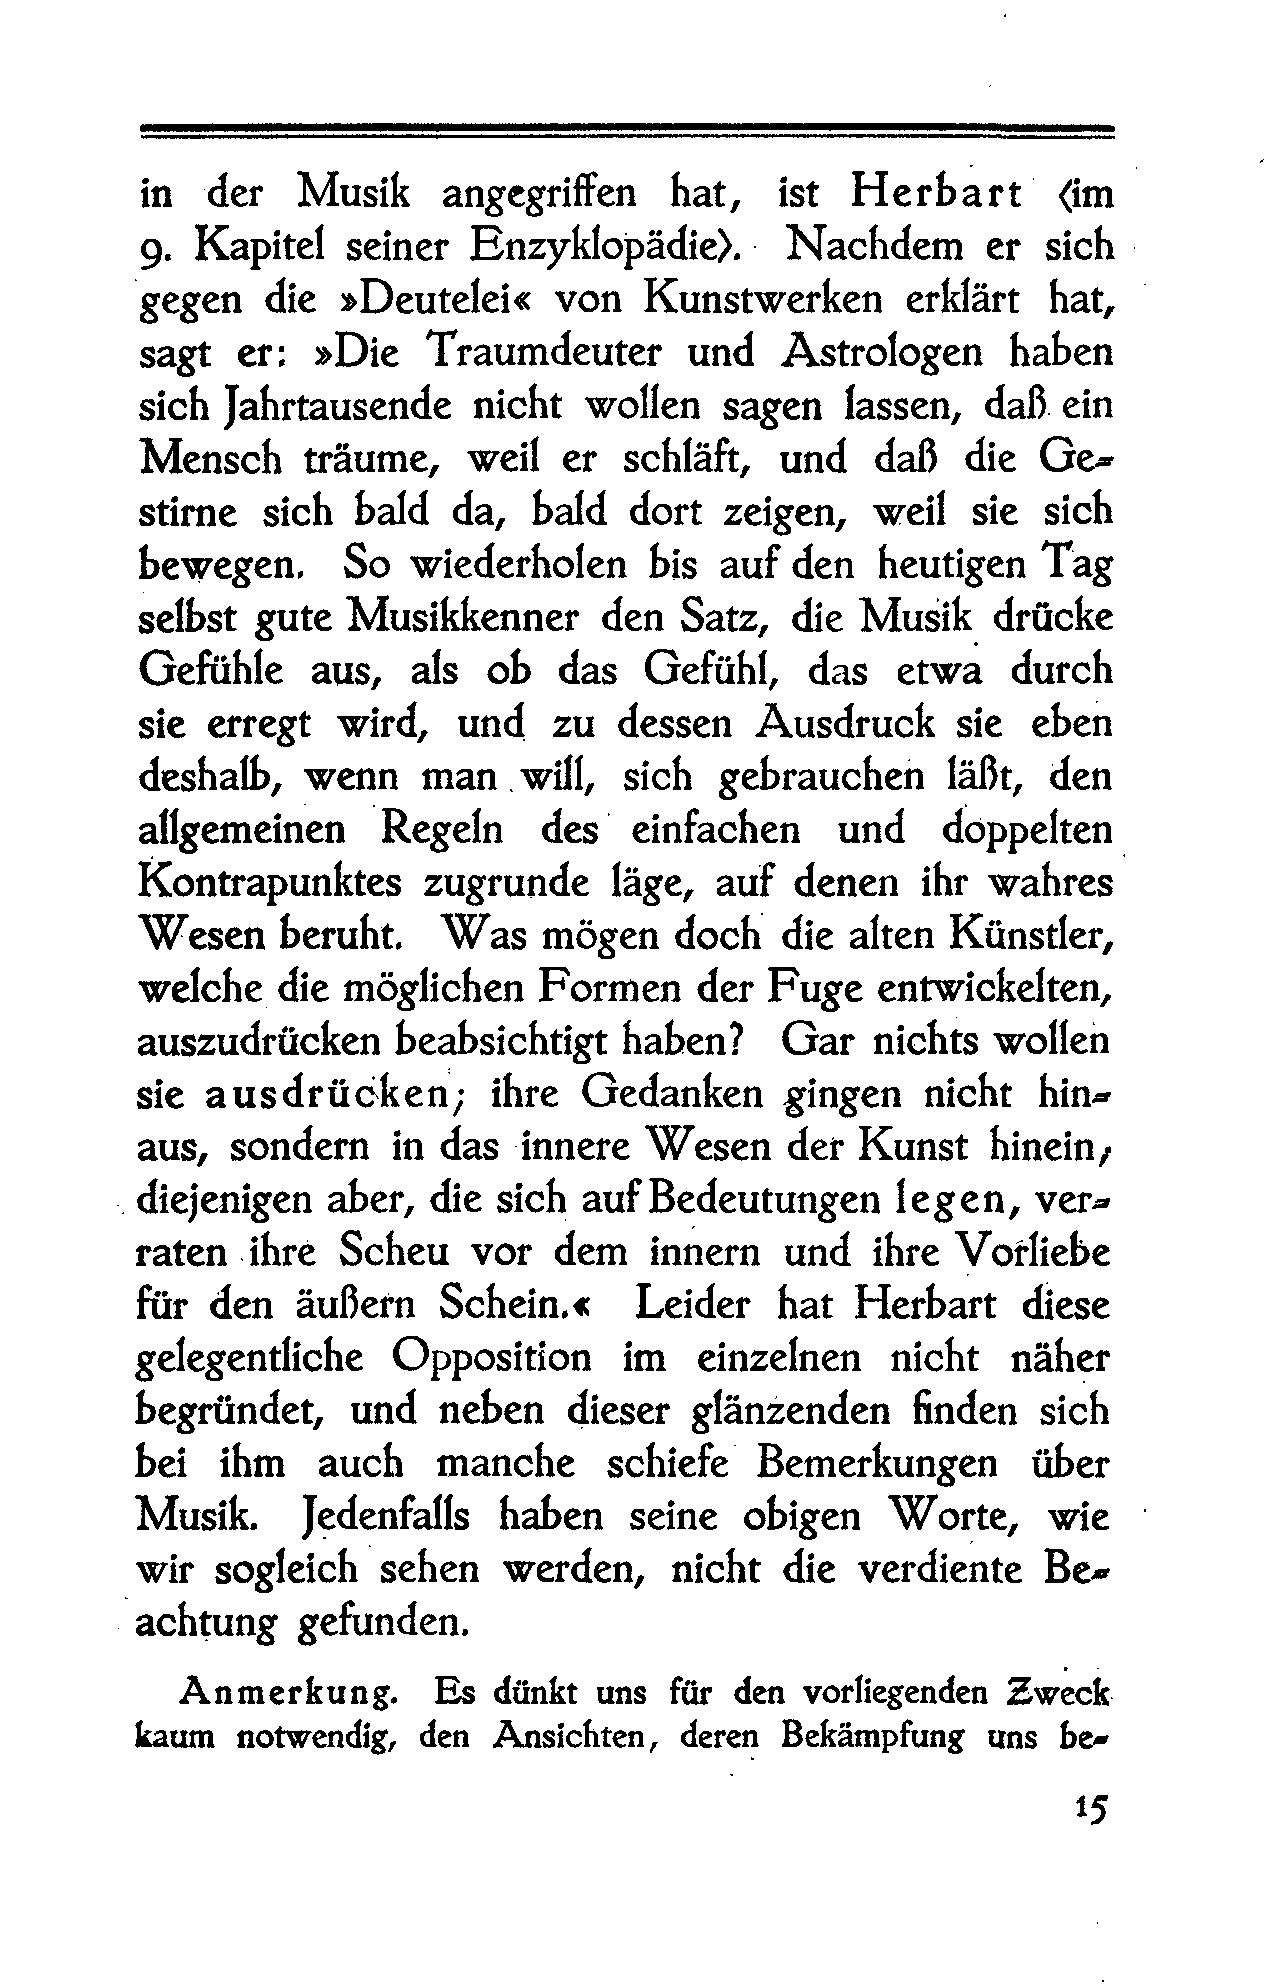 in der Musik angegriffen hat, ist Herbart (im
9. Kapitel seiner Enzyklopädie). Nachdem er sich
gegen die »Deutelei« von Kunstwerken erklärt hat,
sagt er: »Die Traumdeuter und Astrologen haben
sich Jahrtausende nicht wollen sagen lassen, daß ein
Mensch träume, weil er schläft, und daß die Ge-
stirne sich bald da, bald dort zeigen, weil sie sich
bewegen. So wiederholen bis auf den heutigen Tag
selbst gute Musikkenner den Satz, die Musik drücke
Gefühle aus, als ob das Gefühl, das etwa durch
sie erregt wird, und zu dessen Ausdruck sie eben
deshalb, wenn man will, sich gebrauchen läßt, den
allgemeinen Regeln des einfachen und doppelten
Kontrapunktes zugrunde läge, auf denen ihr wahres
Wesen beruht. Was mögen doch die alten Künstler,
welche die möglichen Formen der Fuge entwickelten,
auszudrücken beabsichtigt haben? Gar nichts wollen
sie ausdrücken; ihre Gedanken gingen nicht hin-
aus, sondern in das innere Wesen der Kunst hinein;
diejenigen aber, die sich auf Bedeutungen legen, ver-
raten ihre Scheu vor dem innern und ihre Vorliebe
für den äußern Schein.« Leider hat Herbart diese
gelegentliche Opposition im einzelnen nicht näher
begründet, und neben dieser glänzenden finden sich
bei ihm auch manche schiefe Bemerkungen über
Musik. Jedenfalls haben seine obigen Worte, wie
wir sogleich sehen werden, nicht die verdiente Be-
achtung gefunden.
Anmerkung. Es dünkt uns für den vorliegenden Zweck
kaum notwendig, den Ansichten, deren Bekämpfung uns be-
15